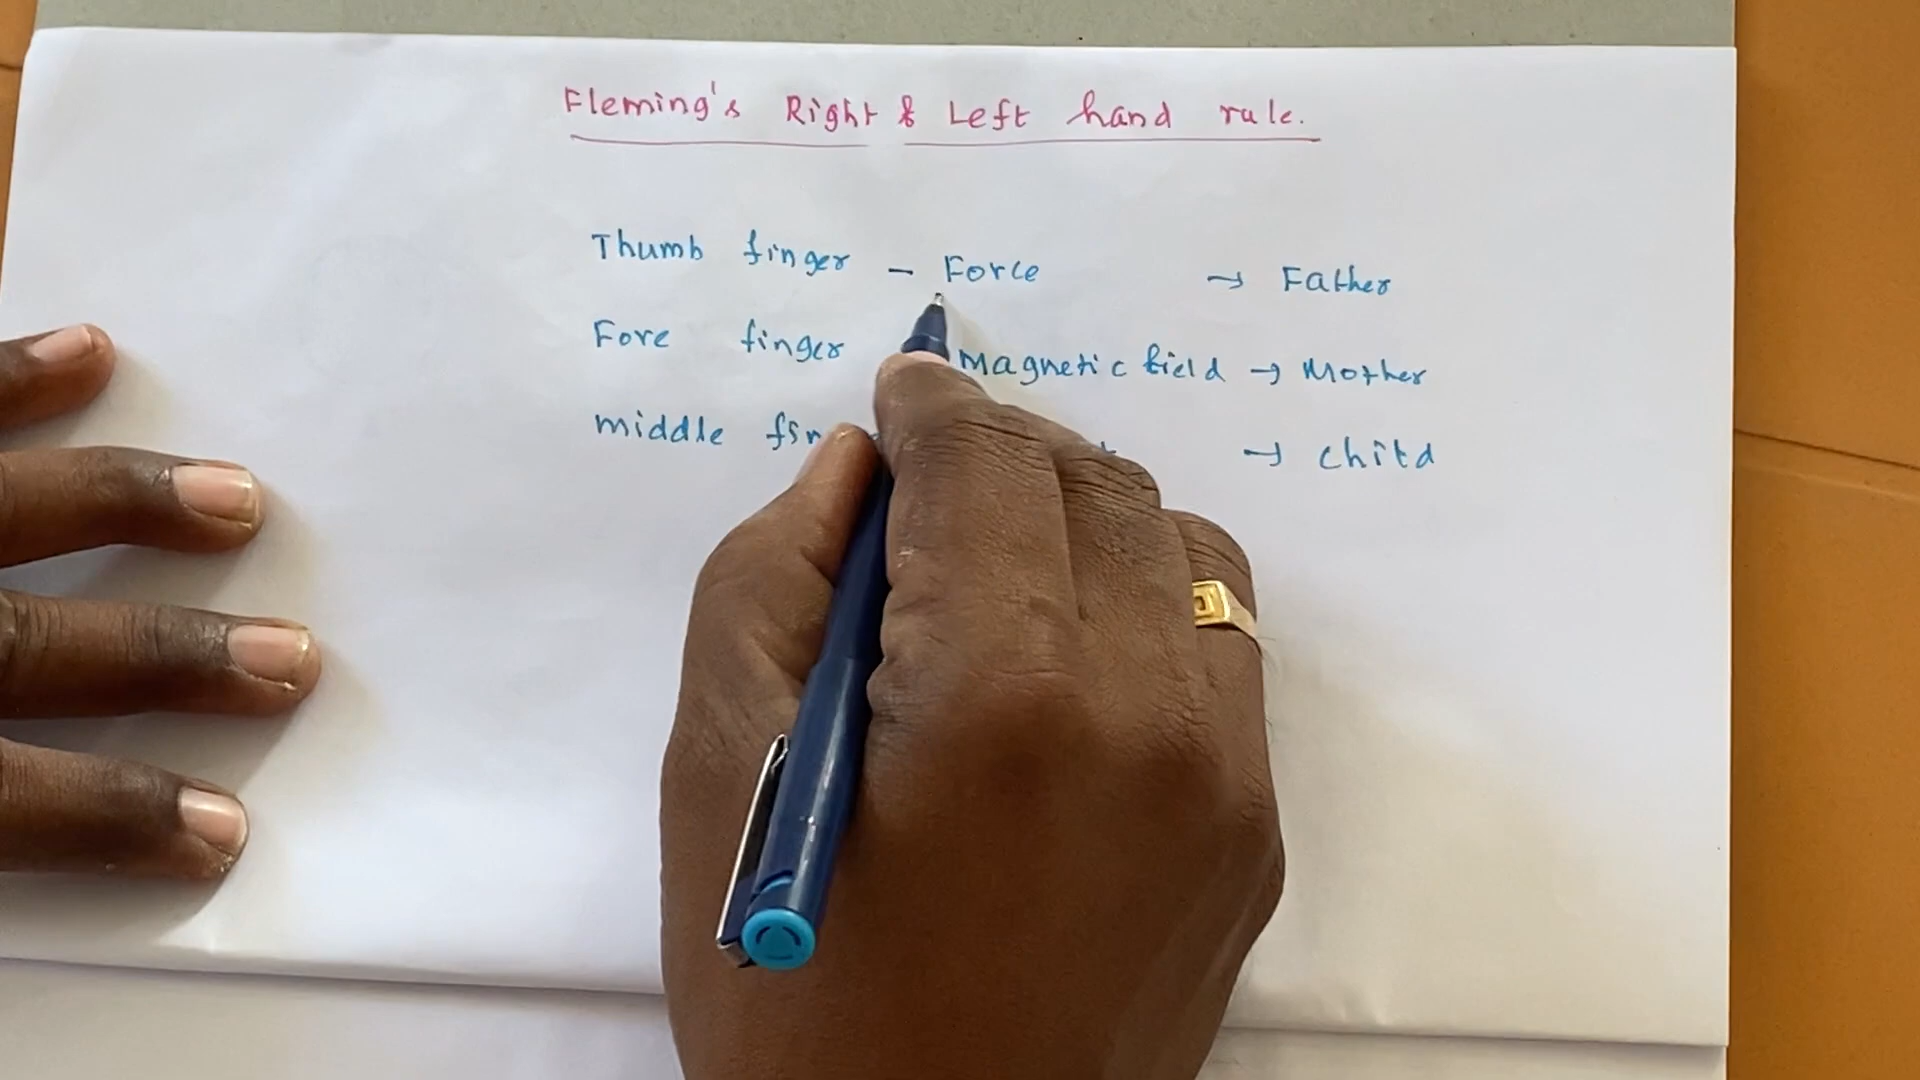 Fleming's Right & Left hand rule.
Thumb finger - Force → Father
Fore finger Magnetic field → Mother
middle → child